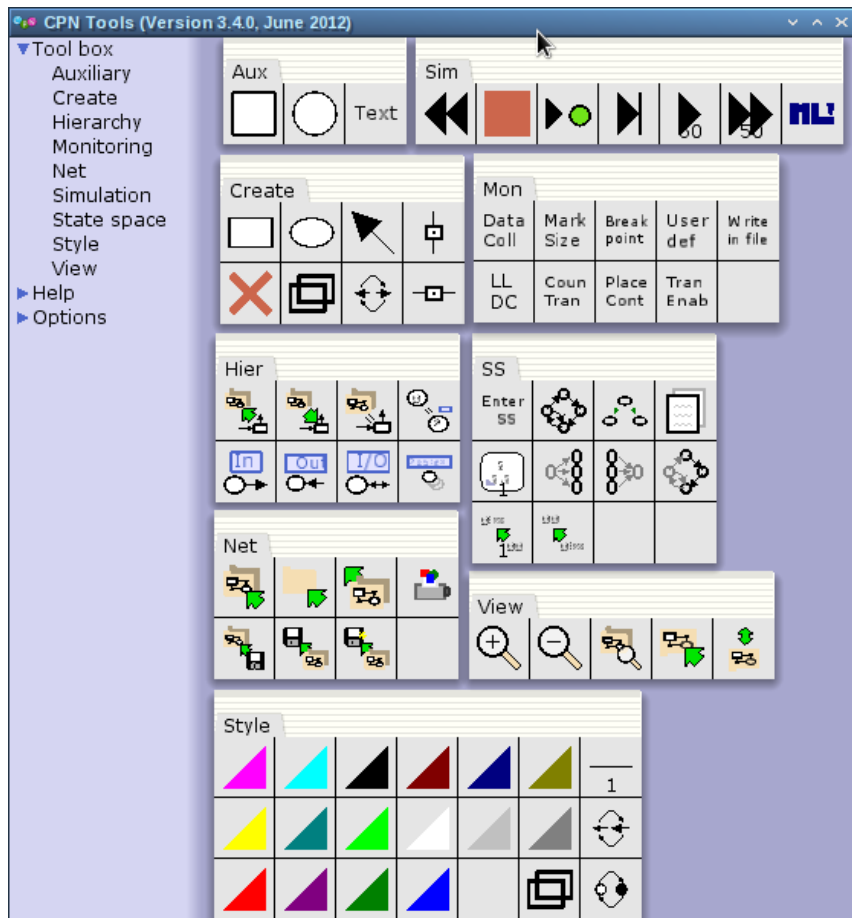 CPN Tools (Version 3.4.0, June 2012)
Tool box
Auxiliary
Create
Hierarchy
Monitoring
Net
Simulation
State space
Style
View
Help
Options
Aux
Text
Sim
50
50
ML!
Create
Mon
Data Coll
Mark Size
Break point
User def
Write in file
LL DC
Coun Tran
Place Cont
Tran Enab
Hier
In
Out
I/O
SS
Enter SS
1
1
Net
View
Style
1